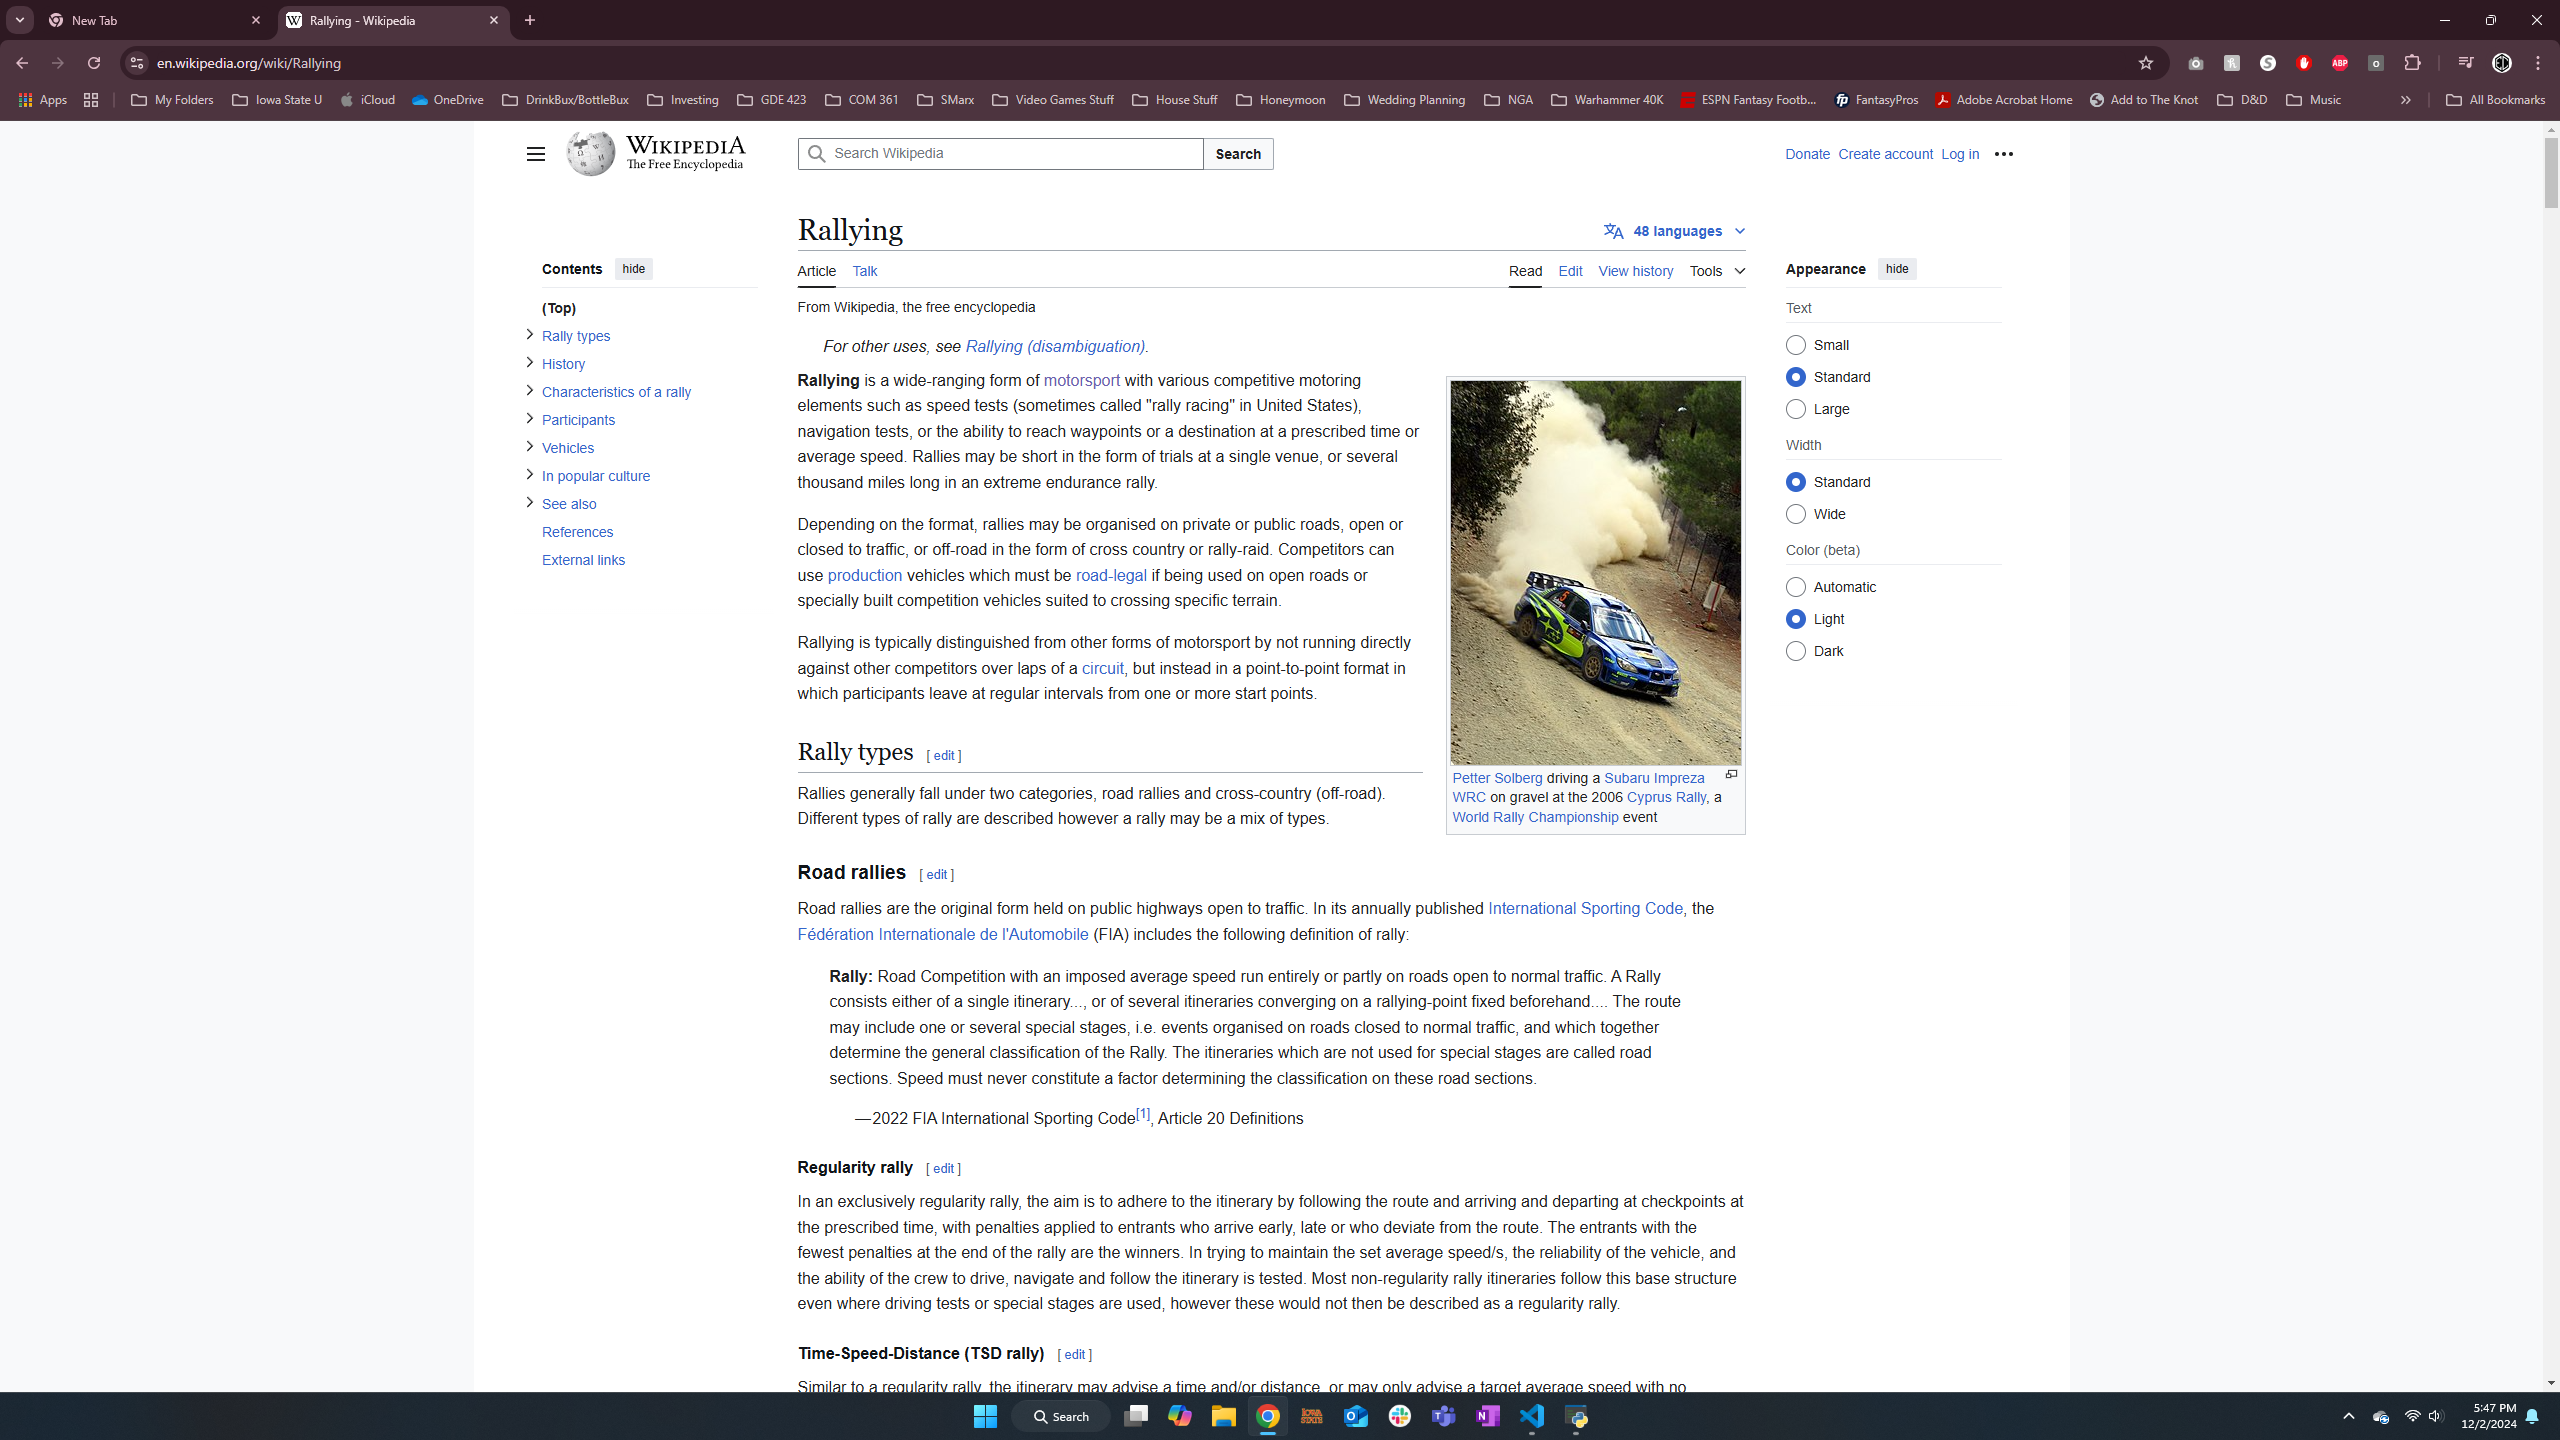 New Tab
Rallying - Wikipedia
en.wikipedia.org/wiki/Rallying
Apps
My Folders
Iowa State U
iCloud
OneDrive
DrinkBux/BottleBux
Investing
GDE 423
COM 361
SMarx
Video Games Stuff
House Stuff
Honeymoon
Wedding Planning
NGA
Warhammer 40K
ESPN Fantasy Footb...
FantasyPros
Adobe Acrobat Home
Add to The Knot
D&D
Music
All Bookmarks
WIKIPEDIA
The Free Encyclopedia
Search Wikipedia
Search
Donate Create account Log in
Rallying
48 languages
Contents hide
Article Talk
Read Edit View history Tools
Appearance hide
(Top)
Rally types
History
Characteristics of a rally
Participants
Vehicles
In popular culture
See also
References
External links
From Wikipedia, the free encyclopedia
For other uses, see Rallying (disambiguation).
Rallying is a wide-ranging form of motorsport with various competitive motoring
elements such as speed tests (sometimes called "rally racing" in United States),
navigation tests, or the ability to reach waypoints or a destination at a prescribed time or
average speed. Rallies may be short in the form of trials at a single venue, or several
thousand miles long in an extreme endurance rally.
Depending on the format, rallies may be organised on private or public roads, open or
closed to traffic, or off-road in the form of cross country or rally-raid. Competitors can
use production vehicles which must be road-legal if being used on open roads or
specially built competition vehicles suited to crossing specific terrain.
Rallying is typically distinguished from other forms of motorsport by not running directly
against other competitors over laps of a circuit, but instead in a point-to-point format in
which participants leave at regular intervals from one or more start points.
Petter Solberg driving a Subaru Impreza
WRC on gravel at the 2006 Cyprus Rally, a
World Rally Championship event
Text
Small
Standard
Large
Width
Standard
Wide
Color (beta)
Automatic
Light
Dark
Rally types [ edit ]
Rallies generally fall under two categories, road rallies and cross-country (off-road).
Different types of rally are described however a rally may be a mix of types.
Road rallies [ edit ]
Road rallies are the original form held on public highways open to traffic. In its annually published International Sporting Code, the
Fédération Internationale de l'Automobile (FIA) includes the following definition of rally:
Rally: Road Competition with an imposed average speed run entirely or partly on roads open to normal traffic. A Rally
consists either of a single itinerary..., or of several itineraries converging on a rallying-point fixed beforehand.... The route
may include one or several special stages, i.e. events organised on roads closed to normal traffic, and which together
determine the general classification of the Rally. The itineraries which are not used for special stages are called road
sections. Speed must never constitute a factor determining the classification on these road sections.
—2022 FIA International Sporting Code[1], Article 20 Definitions
Regularity rally [ edit ]
In an exclusively regularity rally, the aim is to adhere to the itinerary by following the route and arriving and departing at checkpoints at
the prescribed time, with penalties applied to entrants who arrive early, late or who deviate from the route. The entrants with the
fewest penalties at the end of the rally are the winners. In trying to maintain the set average speed/s, the reliability of the vehicle, and
the ability of the crew to drive, navigate and follow the itinerary is tested. Most non-regularity rally itineraries follow this base structure
even where driving tests or special stages are used, however these would not then be described as a regularity rally.
Time-Speed-Distance (TSD rally) [ edit ]
Similar to a regularity rally, the itinerary may advise a time and/or distance, or may only advise a target average speed with no
Search
5:47 PM
12/2/2024